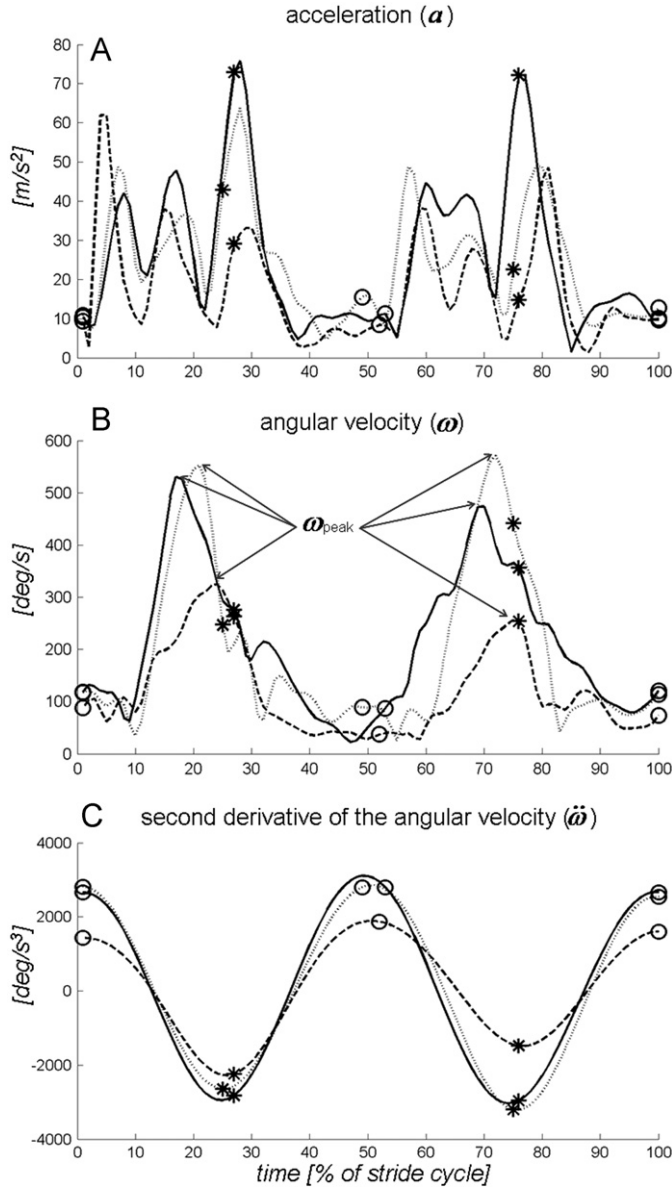 acceleration (a)
A
80
70
60
50
40
30
20
10
0
[m/s²]
0 10 20 30 40 50 60 70 80 90 100
B
angular velocity (ω)
600
500
400
300
200
100
0
[deg/s]
ωpeak
0 10 20 30 40 50 60 70 80 90 100
C
second derivative of the angular velocity (ω̈)
4000
2000
0
-2000
-4000
[deg/s³]
0 10 20 30 40 50 60 70 80 90 100
time [% of stride cycle]